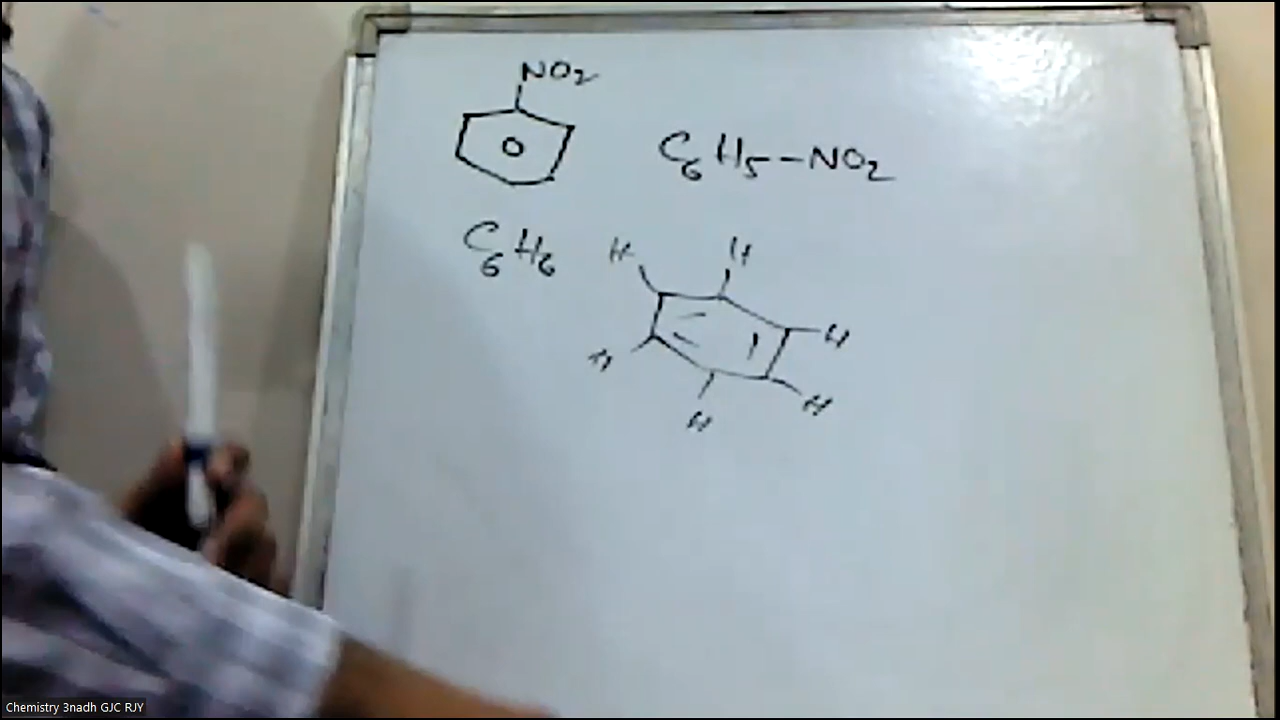 NO₂
C₆H₅--NO₂
C₆H₆
H H
H
H
H
H
Chemistry 3nadh GJC RJY